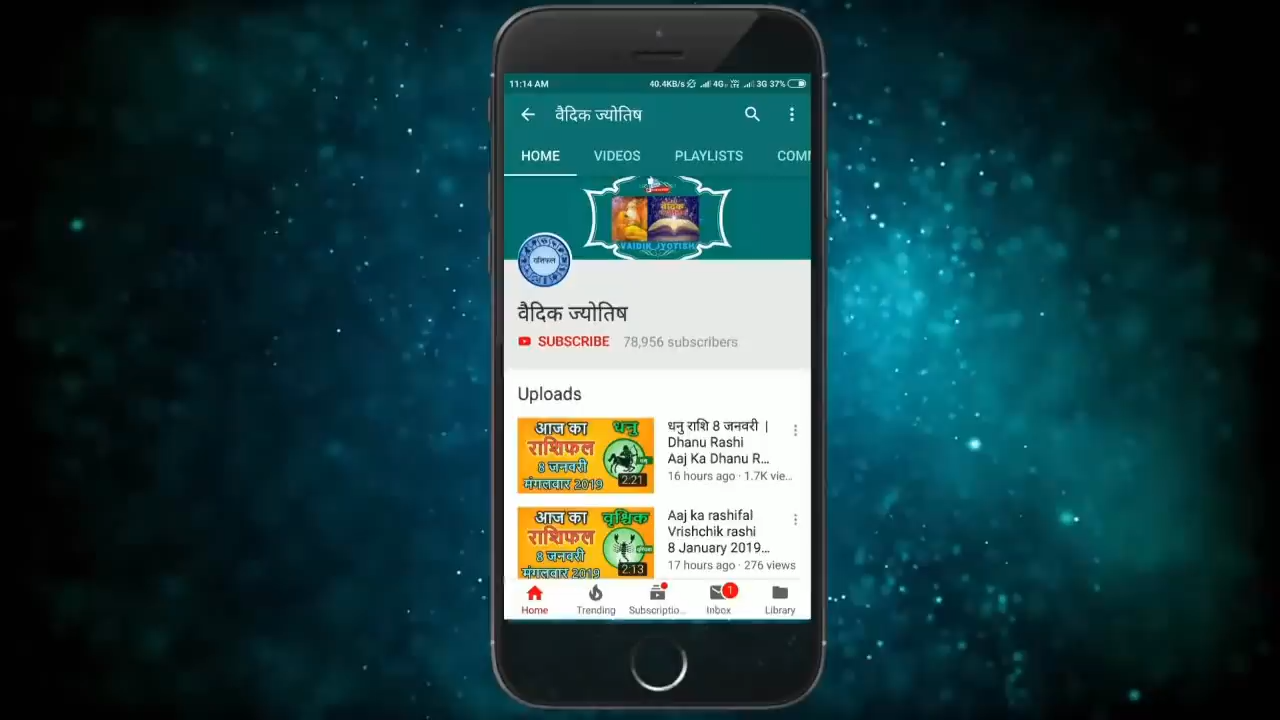 11:14 AM
40.4KB/s 4G 3G 37%
वैदिक ज्योतिष
HOME VIDEOS PLAYLISTS COM
वैदिक
VAIDIK JYOTISH
राशिफल
वैदिक ज्योतिष
SUBSCRIBE 78,956 subscribers
Uploads
आज का धनु
राशिफल
8 जनवरी
मंगलवार 2019
2:21
धनु राशि 8 जनवरी |
Dhanu Rashi
Aaj Ka Dhanu R...
16 hours ago · 1.7K vie...
आज का वृश्चिक
राशिफल
8 जनवरी
मंगलवार 2019
2:13
Aaj ka rashifal
Vrishchik rashi
8 January 2019...
17 hours ago · 276 views
Home Trending Subscriptio... Inbox Library
1